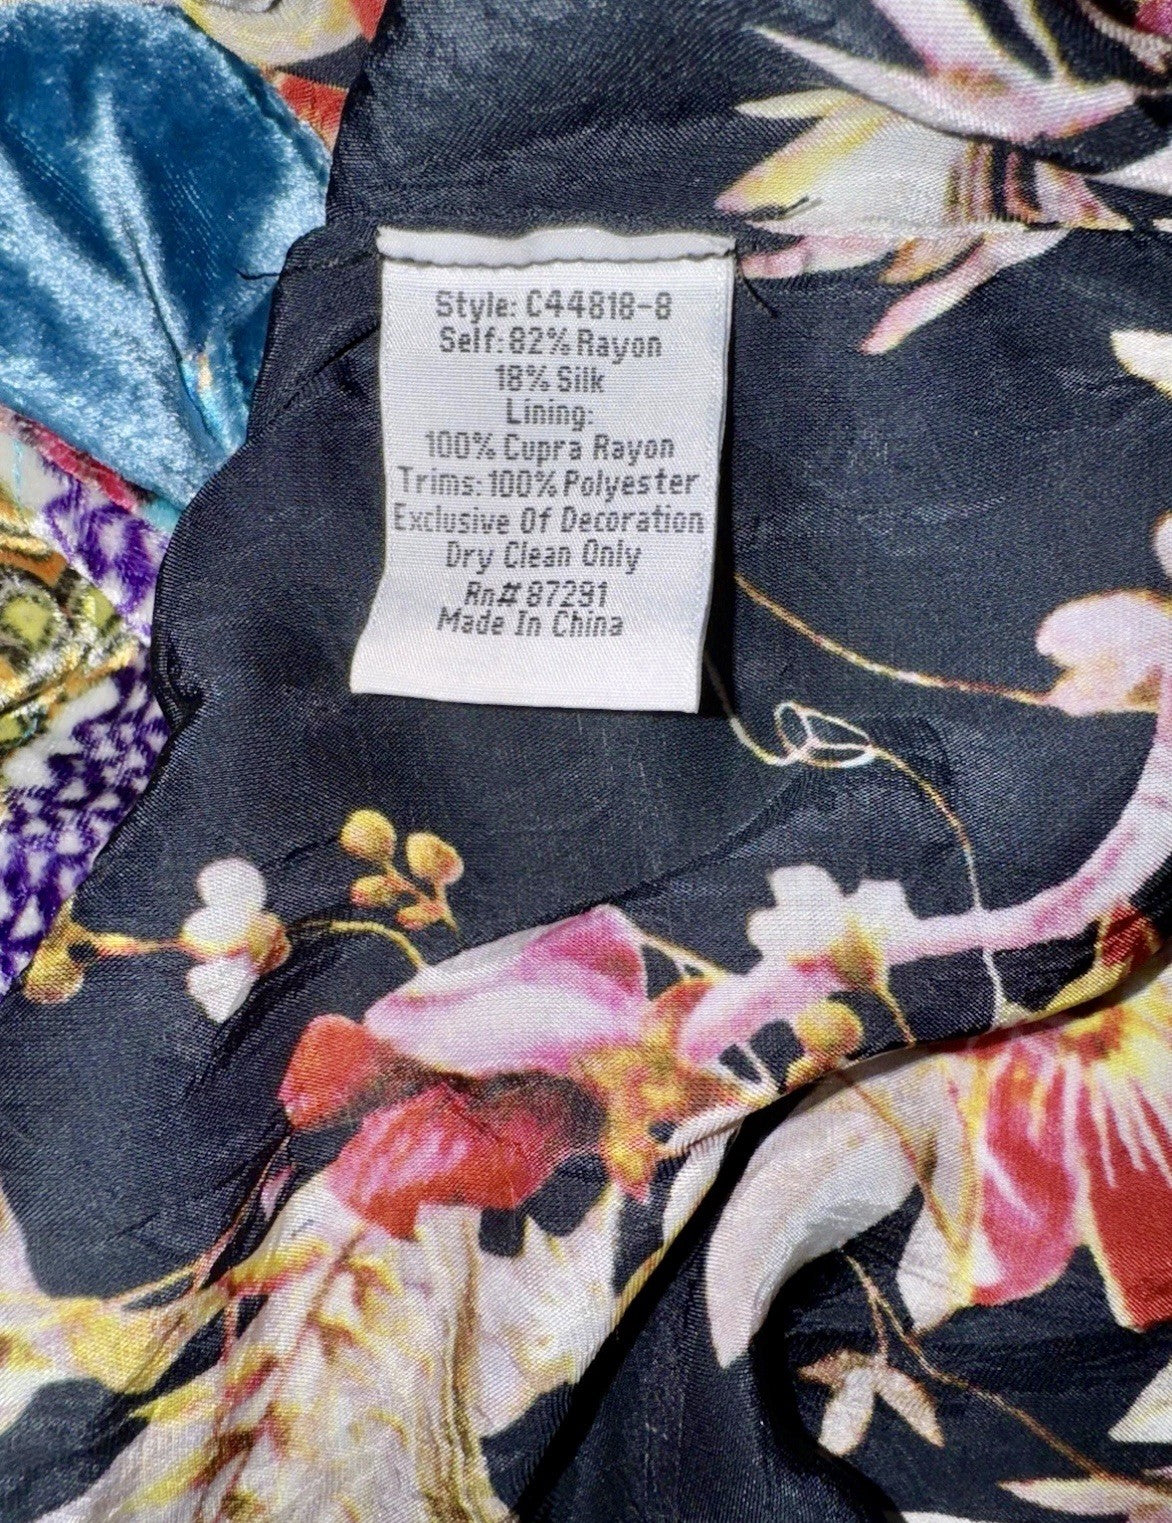 Style: C44818-8
Self:82% Rayon
18% Silk
Lining:
100% Cupra Rayon
Trims:100% Polyester
Exclusive Of Decoration
Dry Clean Only
Rn# 87291
Made In China